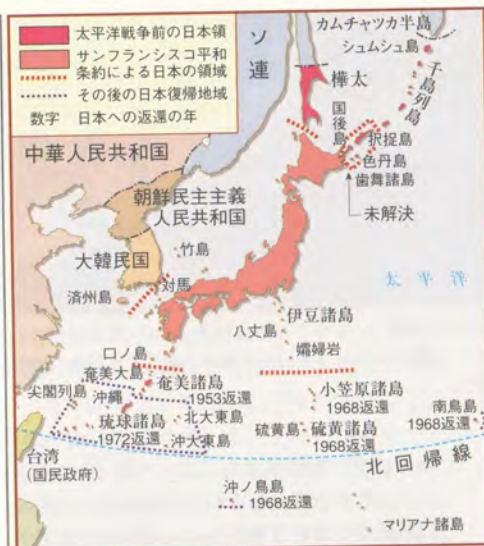 太平洋戦争前の日本領
サンフランシスコ平和
条約による日本の領域
その後の日本復帰地域
数字 日本への返還の年
ソ連
カムチャツカ半島
シュムシュ島
千島列島
樺太
国後島
択捉島
色丹島
歯舞諸島
未解決
中華人民共和国
朝鮮民主主義
人民共和国
大韓民国
竹島
対馬
済州島
太平洋
伊豆諸島
八丈島
孀婦岩
口ノ島
奄美大島
奄美諸島
1953返還
尖閣列島
沖縄
琉球諸島
1972返還
北大東島
沖大東島
小笠原諸島
1968返還
硫黄島
硫黄諸島
1968返還
南鳥島
1968返還
台湾
(国民政府)
北回帰線
沖ノ鳥島
1968返還
マリアナ諸島